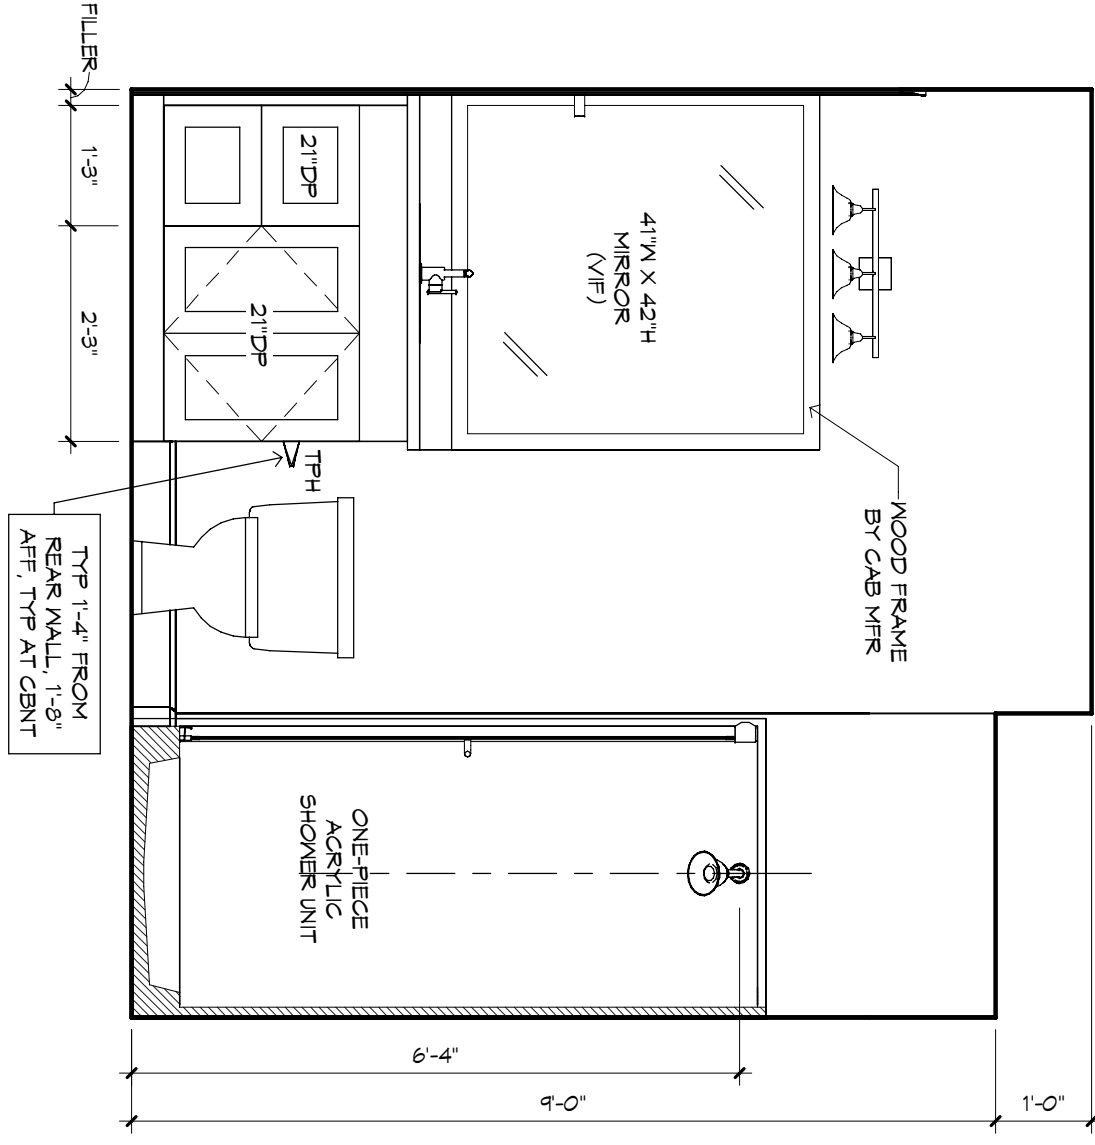 FILLER
1'-3"
2'-3"
21"DP
21"DP
41"W X 42"H
MIRROR
(VIF)
WOOD FRAME
BY CAB MFR
TPH
TYP 1'-4" FROM
REAR WALL, 1'-8"
AFF, TYP AT CBNT
ONE-PIECE
ACRYLIC
SHOWER UNIT
6'-4"
9'-0"
1'-0"